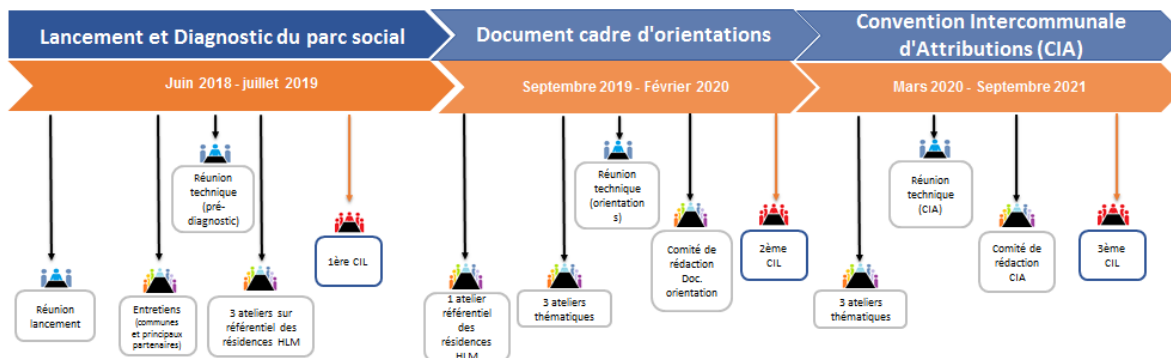 Lancement et Diagnostic du parc social
Document cadre d'orientations
Convention Intercommunale
d'Attributions (CIA)
Juin 2018 - juillet 2019
Septembre 2019 - Février 2020
Mars 2020 - Septembre 2021
Réunion
technique
(pré-
diagnostic)
1ère CIL
Réunion
lancement
Entretiens
(communes
et principaux
partenaires)
3 ateliers sur
référentiel des
résidences HLM
Réunion
technique
(orientation
s)
Comité de
rédaction
Doc.
orientation
2ème
CIL
1 atelier
référentiel
des
résidences HLM
3 ateliers
thématiques
Réunion
technique
(CIA)
Comité de
rédaction
CIA
3ème
CIL
3 ateliers
thématiques